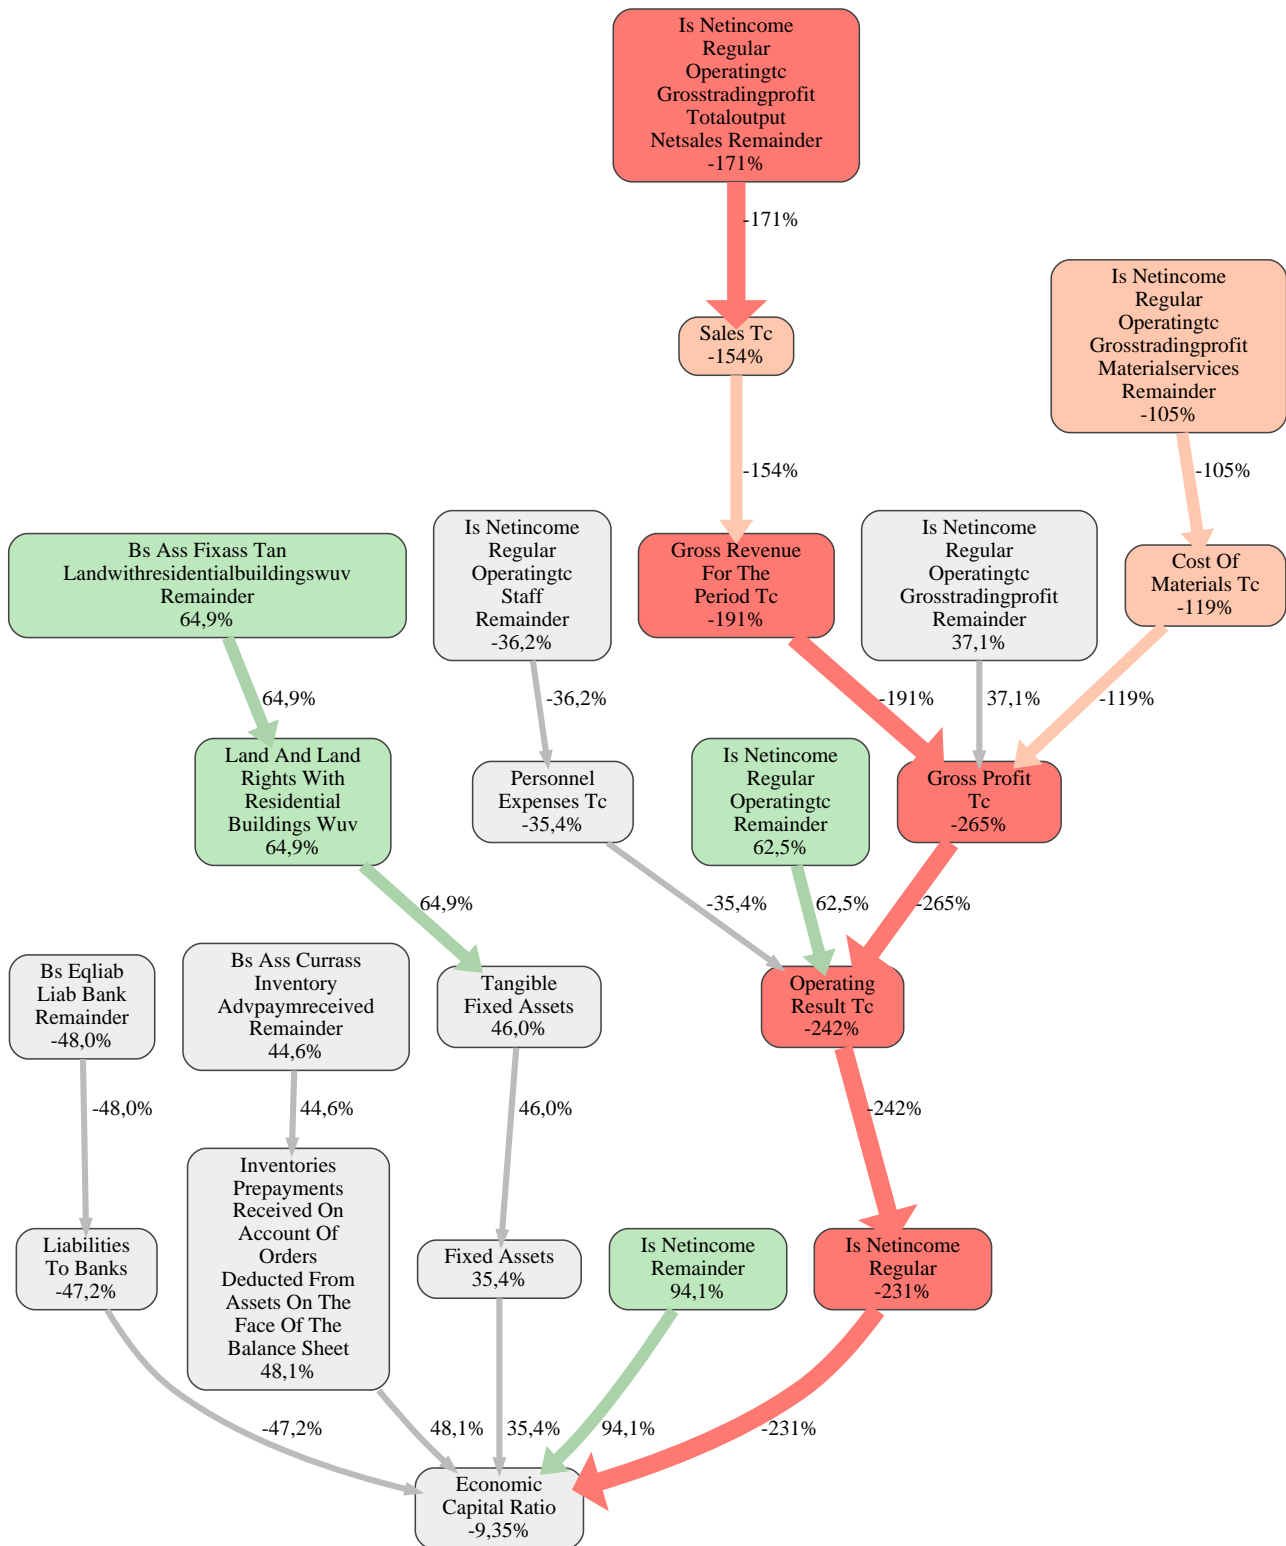 Is Netincome
Regular
Operatingtc
Grosstradingprofit
Totaloutput
Netsales Remainder
-171%
-171%
Is Netincome
Regular
Operatingtc
Grosstradingprofit
Materialservices
Remainder
-105%
Sales Tc
-154%
-154%
-105%
Bs Ass Fixass Tan
Landwithresidentialbuildingswuv
Remainder
64,9%
Is Netincome
Regular
Operatingtc
Staff
Remainder
-36,2%
Gross Revenue
For The
Period Tc
-191%
Is Netincome
Regular
Operatingtc
Grosstradingprofit
Remainder
37,1%
Cost Of
Materials Tc
-119%
64,9%
-36,2%
-191%
37,1%
-119%
Land And Land
Rights With
Residential
Buildings Wuv
64,9%
Personnel
Expenses Tc
-35,4%
Is Netincome
Regular
Operatingtc
Remainder
62,5%
Gross Profit
Tc
-265%
64,9%
-35,4%
62,5%
-265%
Bs Eqliab
Liab Bank
Remainder
-48,0%
Bs Ass Currass
Inventory
Advpaymreceived
Remainder
44,6%
Tangible
Fixed Assets
46,0%
Operating
Result Tc
-242%
-48,0%
44,6%
46,0%
-242%
Liabilities
To Banks
-47,2%
Inventories
Prepayments
Received On
Account Of
Orders
Deducted From
Assets On The
Face Of The
Balance Sheet
48,1%
Fixed Assets
35,4%
Is Netincome
Remainder
94,1%
Is Netincome
Regular
-231%
-47,2%
48,1%
35,4%
94,1%
-231%
Economic
Capital Ratio
-9,35%